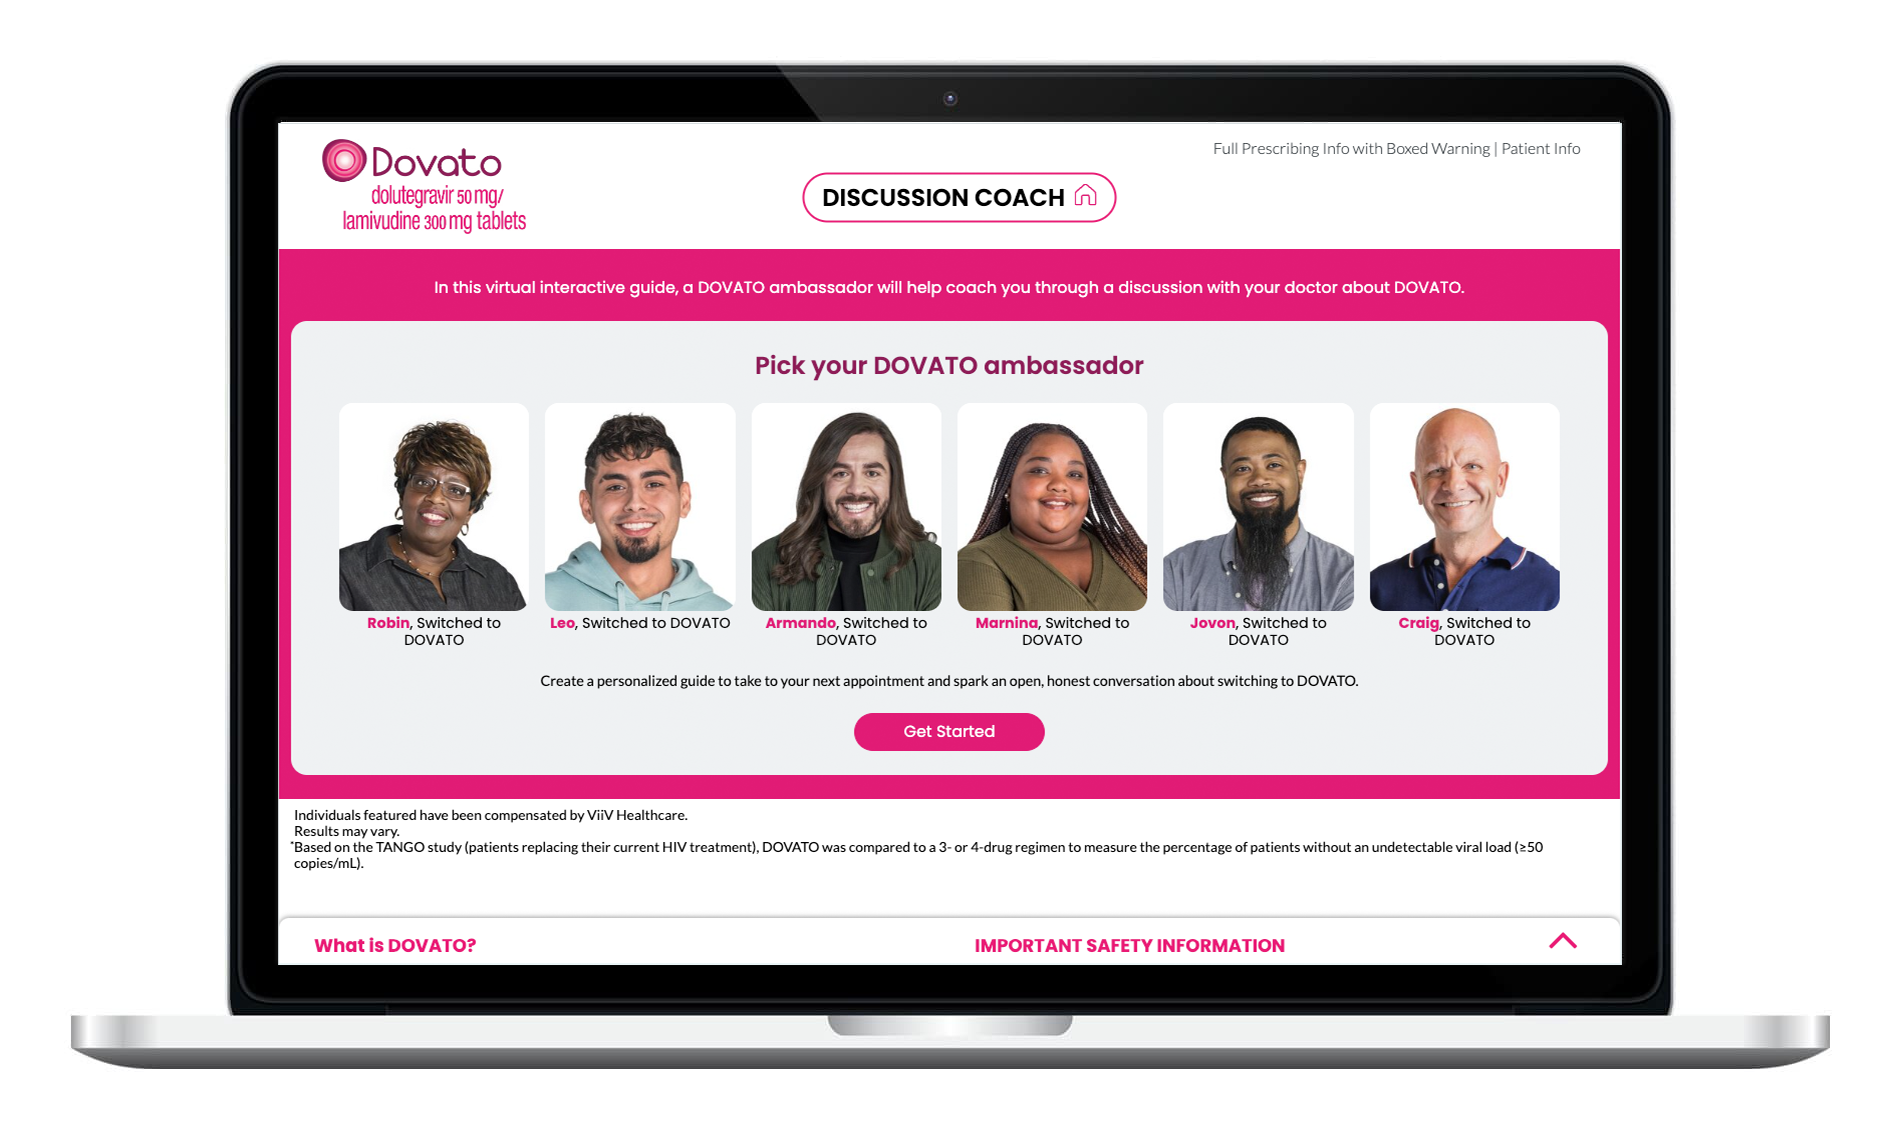 Dovato
dolutegravir 50 mg/
lamivudine 300 mg tablets
Full Prescribing Info with Boxed Warning | Patient Info
DISCUSSION COACH
In this virtual interactive guide, a DOVATO ambassador will help coach you through a discussion with your doctor about DOVATO.
Pick your DOVATO ambassador
Robin, Switched to
DOVATO
Leo, Switched to DOVATO
Armando, Switched to
DOVATO
Marnina, Switched to
DOVATO
Jovon, Switched to
DOVATO
Craig, Switched to
DOVATO
Create a personalized guide to take to your next appointment and spark an open, honest conversation about switching to DOVATO.
Get Started
Individuals featured have been compensated by ViiV Healthcare.
Results may vary.
*Based on the TANGO study (patients replacing their current HIV treatment), DOVATO was compared to a 3- or 4-drug regimen to measure the percentage of patients without an undetectable viral load (≥50
copies/mL).
What is DOVATO?
IMPORTANT SAFETY INFORMATION